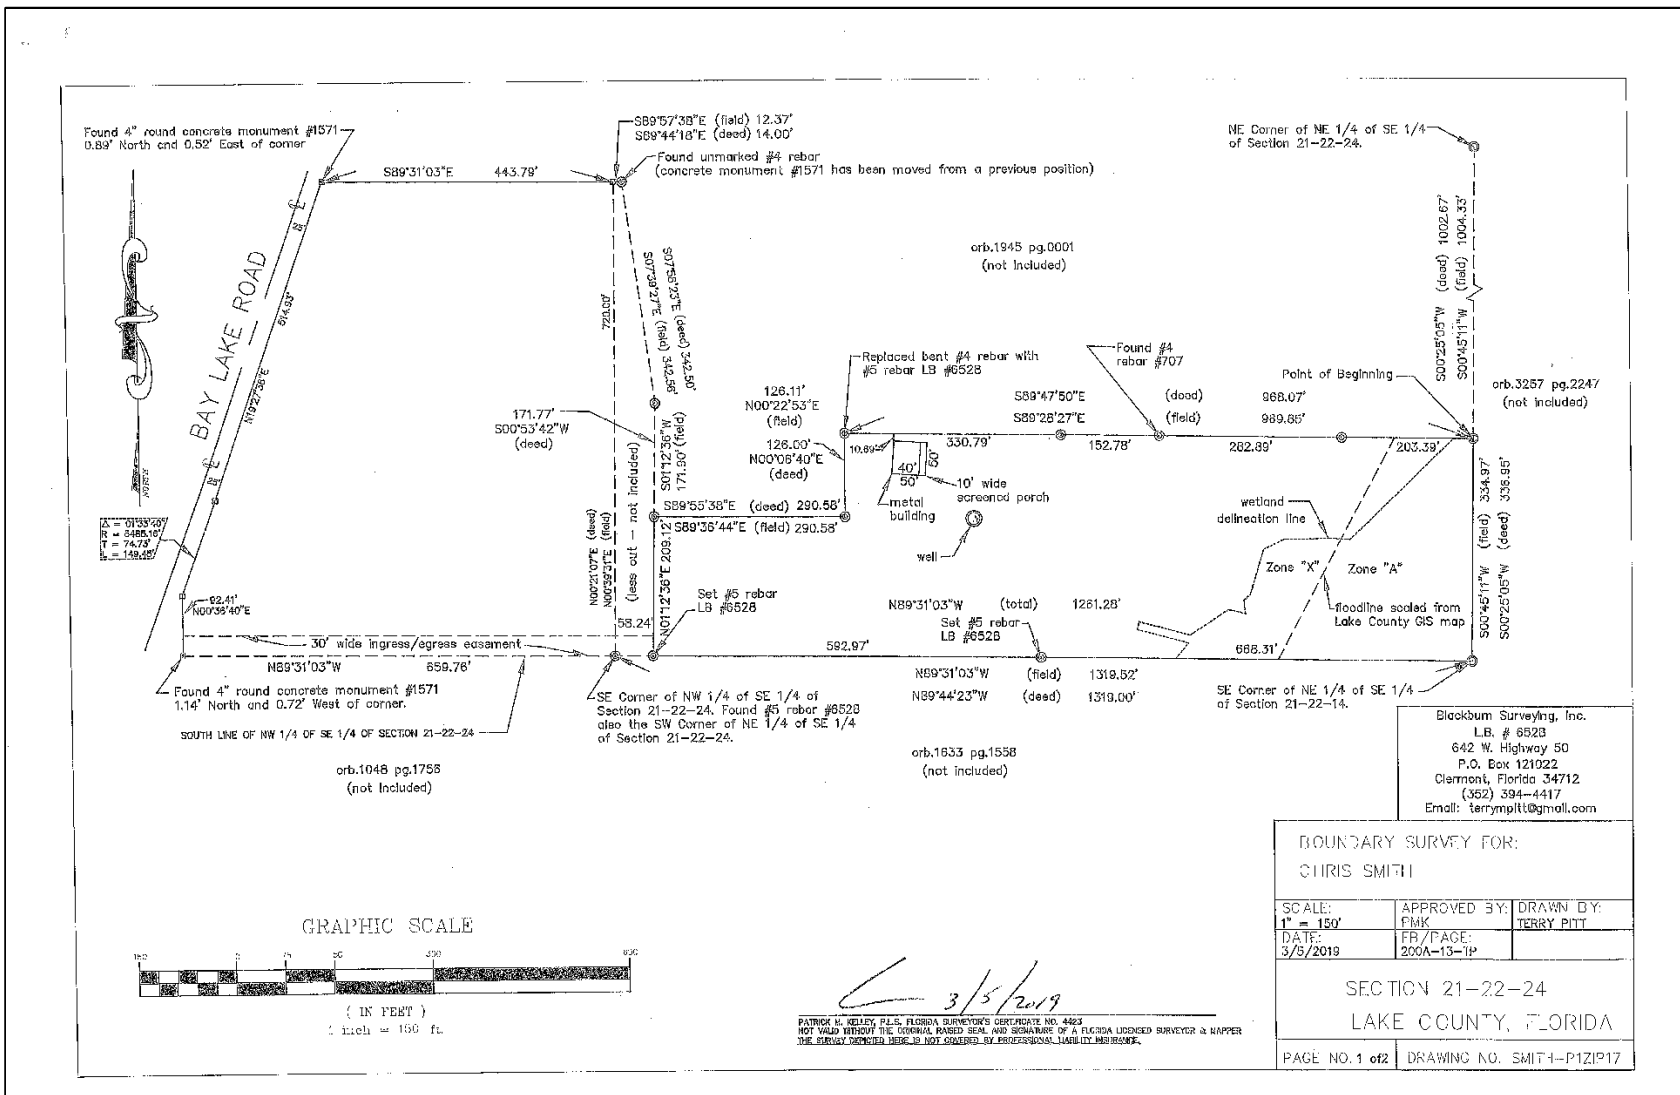 Found 4" round concrete monument #1571
0.89' North and 0.52' East of corner
S89°57'38"E (field) 12.37'
S89°44'18"E (deed) 14.00'
Found unmarked #4 rebar
(concrete monument #1571 has been moved from a previous position)
NE Corner of NE 1/4 of SE 1/4
of Section 21-22-24.
S89°31'03"E 443.79'
S00°25'05"W (deed) 1002.67'
S00°45'11"W (field) 1004.33'
orb.1945 pg.0001
(not included)
BAY LAKE ROAD
514.93'
N19°27'38"E
720.00'
S07°58'23"E (deed) 342.50'
S07°39'27"E (field) 342.56'
Replaced bent #4 rebar with
#5 rebar LB #6528
Found #4
rebar #707
Point of Beginning
orb.3257 pg.2247
(not included)
126.11'
N00°22'53"E
(field)
S89°47'50"E (deed) 968.07'
S89°28'27"E (field) 969.85'
171.77'
S00°53'42"W
(deed)
S01°12'36"W
171.90' (field)
126.00'
N00°06'40"E
(deed)
10.69'
330.79'
152.78'
282.89'
203.39'
40'
50'
60'
10' wide
screened porch
metal
building
well
wetland
delineation line
S89°55'38"E (deed) 290.58'
S89°36'44"E (field) 290.58'
S00°45'11"W (field) 334.97'
S00°25'05"W (deed) 336.95'
Δ = 01°33'40"
R = 5485.16'
T = 74.73'
L = 149.45'
N00°21'07"E (deed)
N00°39'31"E (field)
(less out - not included)
N01°12'36"E 209.12'
Zone "X"
Zone "A"
92.41'
N00°36'40"E
Set #5 rebar
LB #6528
N89°31'03"W (total) 1261.28'
floodline scaled from
Lake County GIS map
58.24'
Set #5 rebar
LB #6528
30' wide ingress/egress easement
592.97'
668.31'
N89°31'03"W 659.76'
N89°31'03"W (field) 1319.52'
N89°44'23"W (deed) 1319.00'
Found 4" round concrete monument #1571
1.14' North and 0.72' West of corner.
SE Corner of NW 1/4 of SE 1/4 of
Section 21-22-24. Found #5 rebar #6528
also the SW Corner of NE 1/4 of SE 1/4
of Section 21-22-24.
SE Corner of NE 1/4 of SE 1/4
of Section 21-22-14.
SOUTH LINE OF NW 1/4 OF SE 1/4 OF SECTION 21-22-24
orb.1048 pg.1756
(not included)
orb.1633 pg.1558
(not included)
Blackburn Surveying, Inc.
L.B. # 6528
642 W. Highway 50
P.O. Box 121022
Clermont, Florida 34712
(352) 394-4417
Email: terrympitt@gmail.com
BOUNDARY SURVEY FOR:
CHRIS SMITH
SCALE:
1" = 150'
APPROVED BY:
PMK
DRAWN BY:
TERRY PITT
DATE:
3/5/2019
FB/PAGE:
200A-13-TP
SECTION 21-22-24
LAKE COUNTY, FLORIDA
PAGE NO. 1 of2
DRAWING NO. SMITH-P1ZIP17
GRAPHIC SCALE
150 0 75
( IN FEET )
1 inch = 150 ft.
3/5/2019
PATRICK M. KELLEY, P.L.S. FLORIDA SURVEYOR'S CERTIFICATE NO. 4423
NOT VALID WITHOUT THE ORIGINAL RAISED SEAL AND SIGNATURE OF A FLORIDA LICENSED SURVEYOR & MAPPER
THE SURVEY DEPICTED HERE IS NOT COVERED BY PROFESSIONAL LIABILITY INSURANCE.